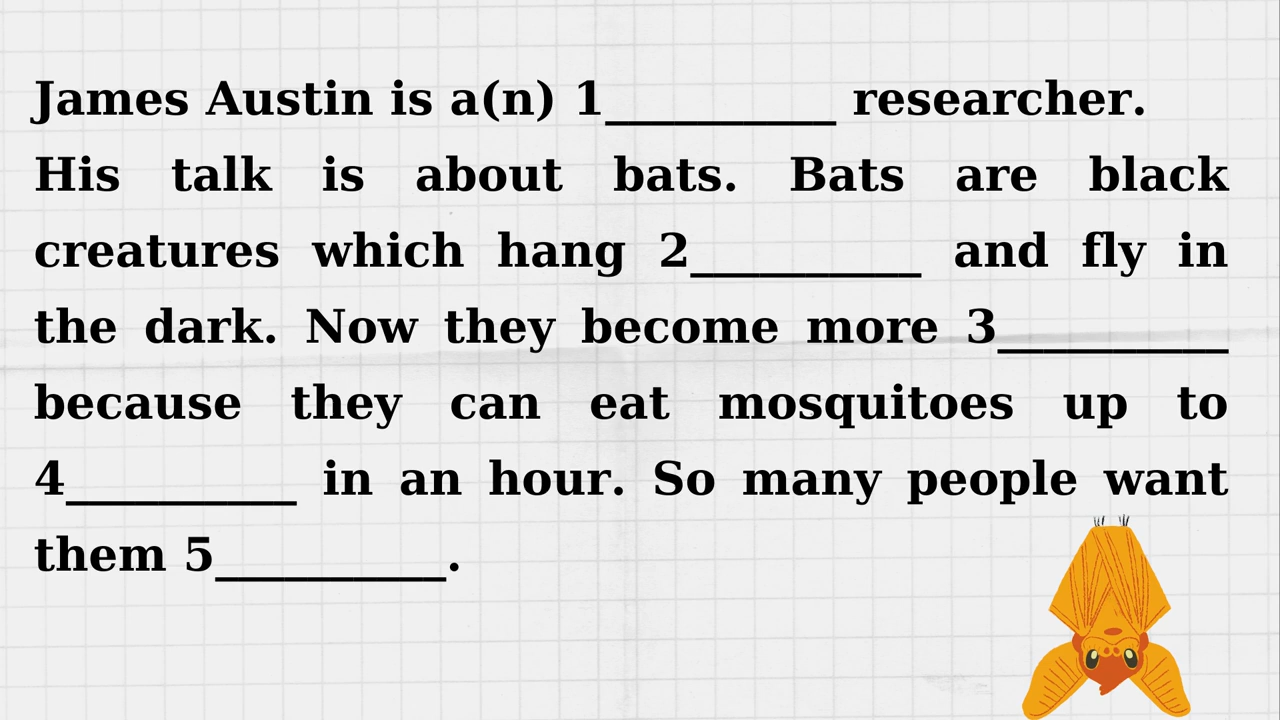 James Austin is a(n) 1__________ researcher.
His talk is about bats. Bats are black
creatures which hang 2__________ and fly in
the dark. Now they become more 3__________
because they can eat mosquitoes up to
4__________ in an hour. So many people want
them 5__________.